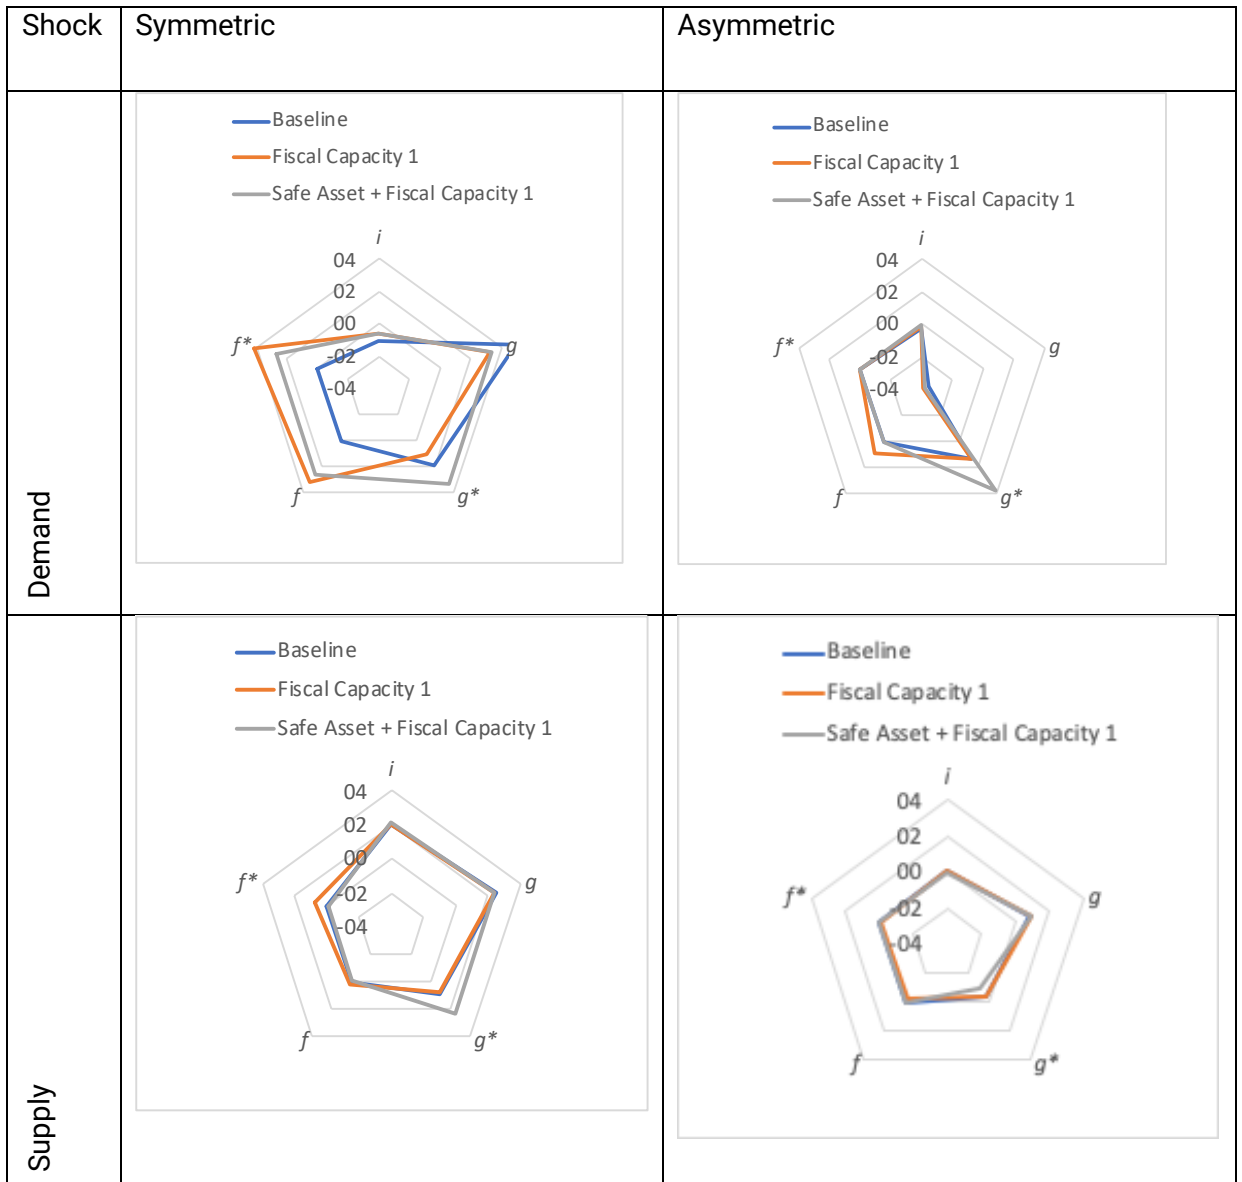 Shock
Symmetric
Asymmetric
Demand
Baseline
Fiscal Capacity 1
Safe Asset + Fiscal Capacity 1
i
04
02
00
-02
-04
f*
g
f
g*
Baseline
Fiscal Capacity 1
Safe Asset + Fiscal Capacity 1
i
04
02
00
-02
-04
f*
g
f
g*
Supply
Baseline
Fiscal Capacity 1
Safe Asset + Fiscal Capacity 1
i
04
02
00
-02
-04
f*
g
f
g*
Baseline
Fiscal Capacity 1
Safe Asset + Fiscal Capacity 1
i
04
02
00
-02
-04
f*
g
f
g*